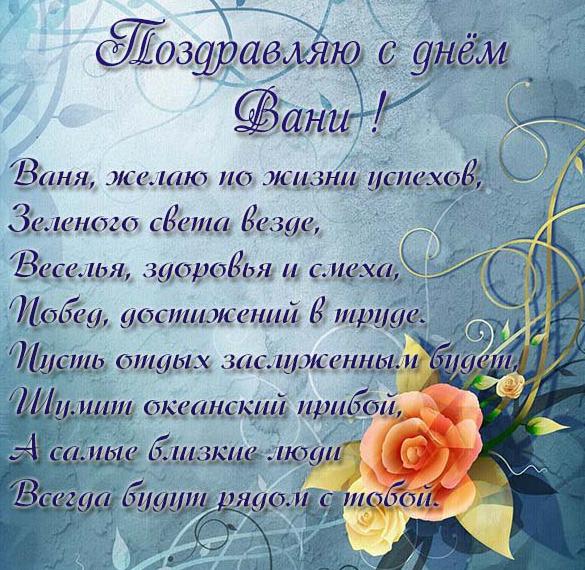 Поздравляю с днём
Вани !
Ваня, желаю по жизни успехов,
Зеленого света везде,
Веселья, здоровья и смеха,
Побед, достижений в труде.
Пусть отдых заслуженным будет,
Шумит океанский прибой,
А самые близкие люди
Всегда будут рядом с тобой.